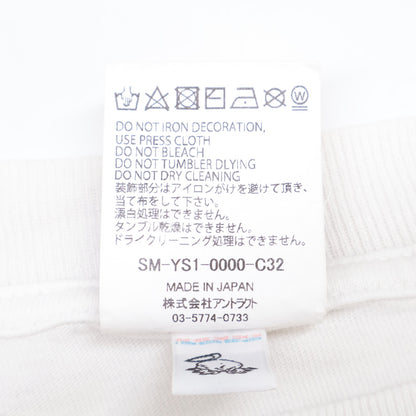 W
DO NOT IRON DECORATION,
USE PRESS CLOTH
DO NOT BLEACH
DO NOT TUMBLER DLYING
DO NOT DRY CLEANING
装飾部分はアイロンがけを避けて頂き、
当て布をして下さい。
漂白処理はできません。
タンブル乾燥はできません。
ドライクリーニング処理はできません。
SM-YS1-0000-C32
MADE IN JAPAN
株式会社アントラクト
03-5774-0733